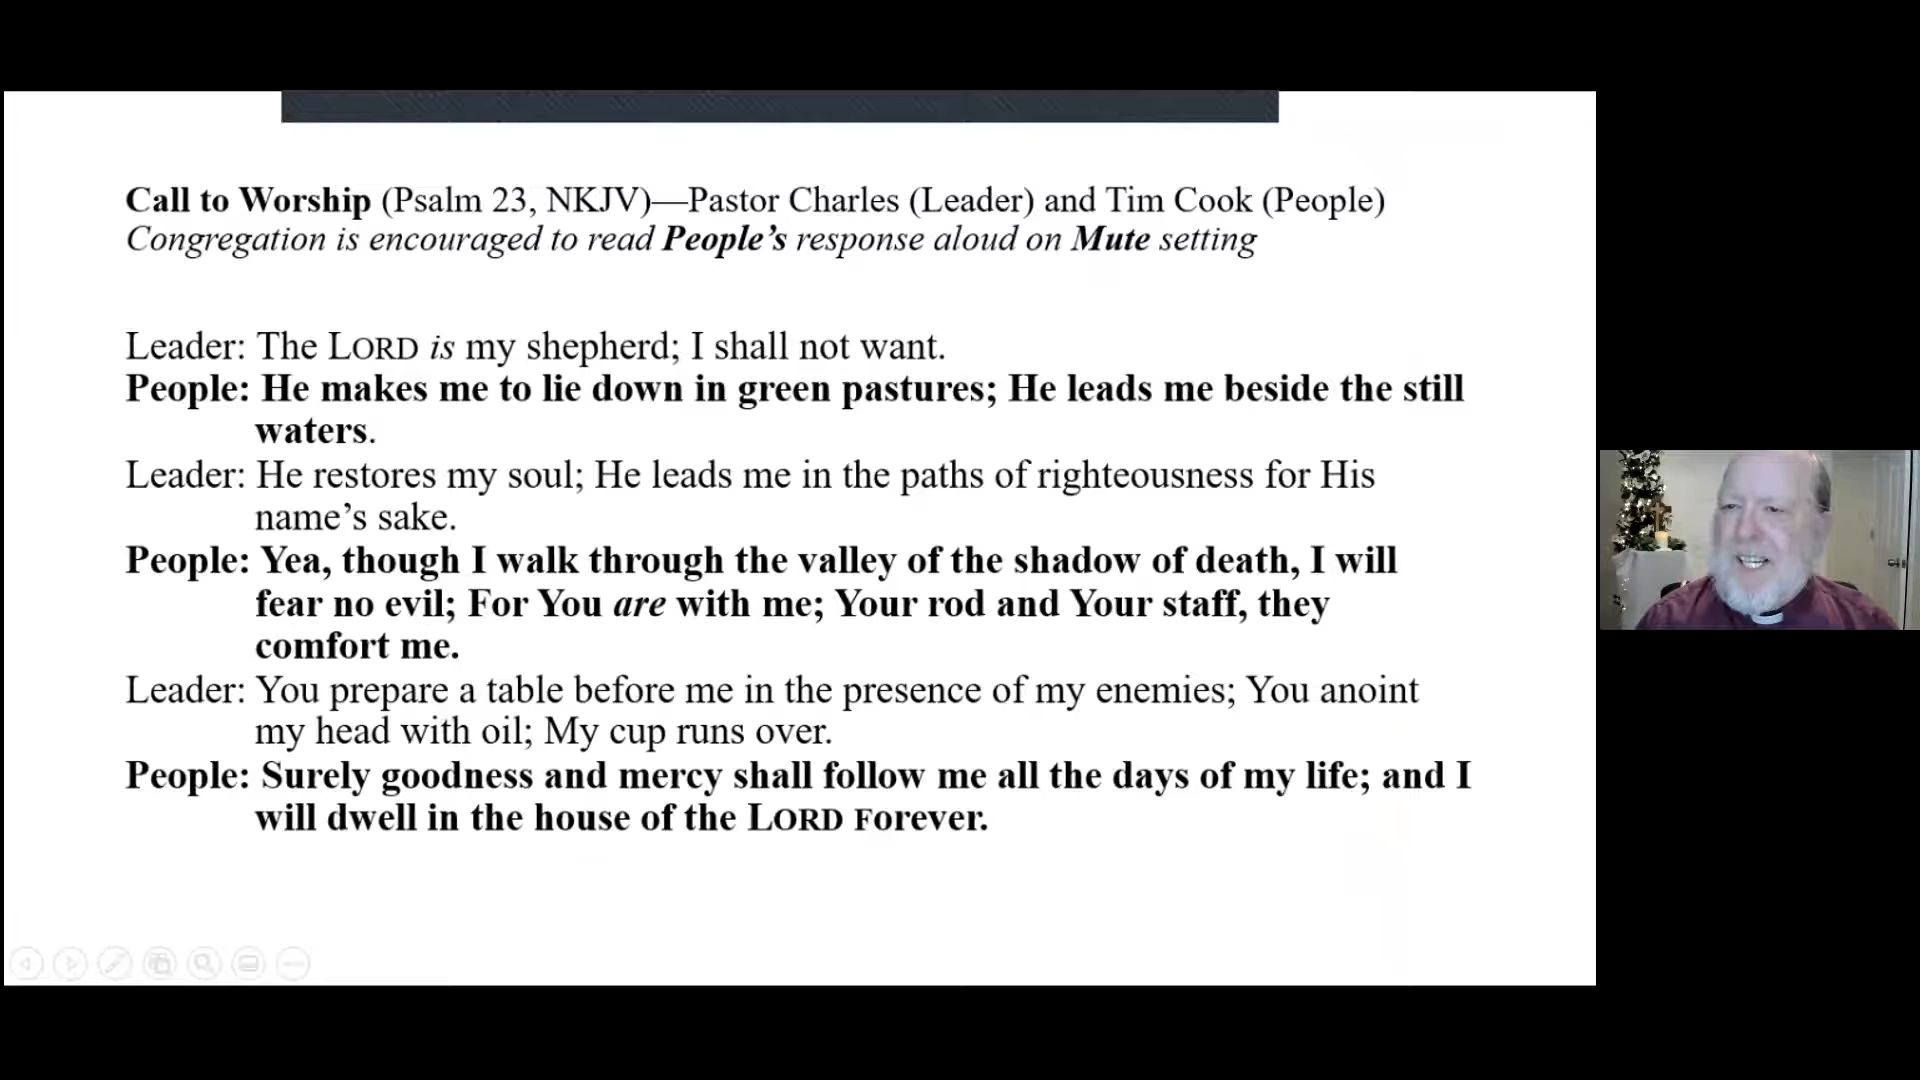 Call to Worship (Psalm 23, NKJV)—Pastor Charles (Leader) and Tim Cook (People)
Congregation is encouraged to read People’s response aloud on Mute setting
Leader: The LORD is my shepherd; I shall not want.
People: He makes me to lie down in green pastures; He leads me beside the still
waters.
Leader: He restores my soul; He leads me in the paths of righteousness for His
name’s sake.
People: Yea, though I walk through the valley of the shadow of death, I will
fear no evil; For You are with me; Your rod and Your staff, they
comfort me.
Leader: You prepare a table before me in the presence of my enemies; You anoint
my head with oil; My cup runs over.
People: Surely goodness and mercy shall follow me all the days of my life; and I
will dwell in the house of the LORD Forever.